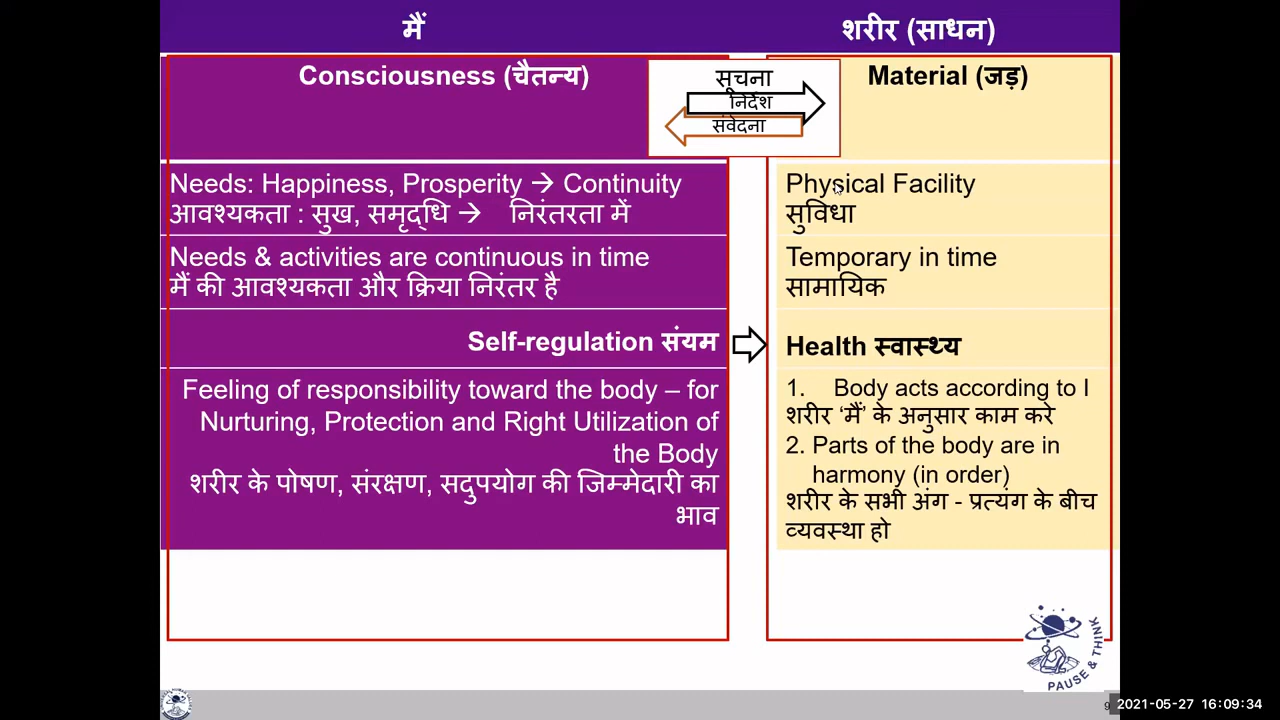 मैं
शरीर (साधन)
Consciousness (चैतन्य)
सूचना
निर्देश
संवेदना
Material (जड़)
Needs: Happiness, Prosperity → Continuity
आवश्यकता : सुख, समृद्धि → निरंतरता में
Physical Facility
सुविधा
Needs & activities are continuous in time
मैं की आवश्यकता और क्रिया निरंतर है
Temporary in time
सामायिक
Self-regulation संयम
Health स्वास्थ्य
Feeling of responsibility toward the body – for
Nurturing, Protection and Right Utilization of
the Body
शरीर के पोषण, संरक्षण, सदुपयोग की जिम्मेदारी का
भाव
1. Body acts according to I
शरीर ‘मैं’ के अनुसार काम करे
2. Parts of the body are in
harmony (in order)
शरीर के सभी अंग - प्रत्यंग के बीच
व्यवस्था हो
PAUSE & THINK
9
2021-05-27 16:09:34